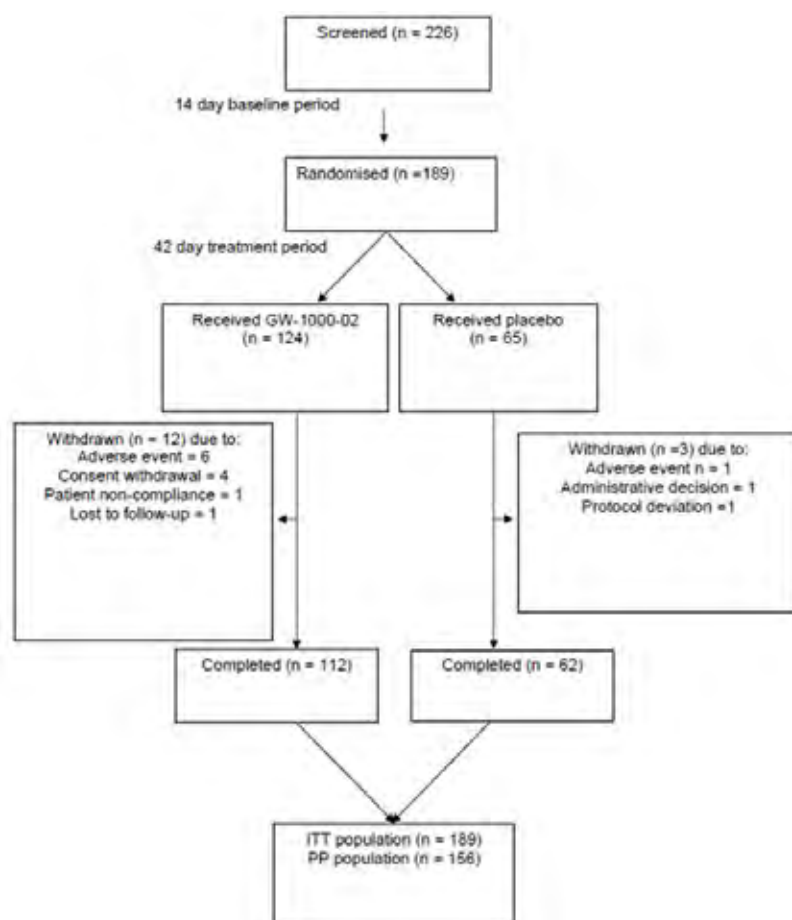 Screened (n = 226)
14 day baseline period
Randomised (n =189)
42 day treatment period
Received GW-1000-02
(n = 124)
Received placebo
(n = 65)
Withdrawn (n = 12) due to:
Adverse event = 6
Consent withdrawal = 4
Patient non-compliance = 1
Lost to follow-up = 1
Withdrawn (n =3) due to:
Adverse event n = 1
Administrative decision = 1
Protocol deviation =1
Completed (n = 112)
Completed (n = 62)
ITT population (n = 189)
PP population (n = 156)